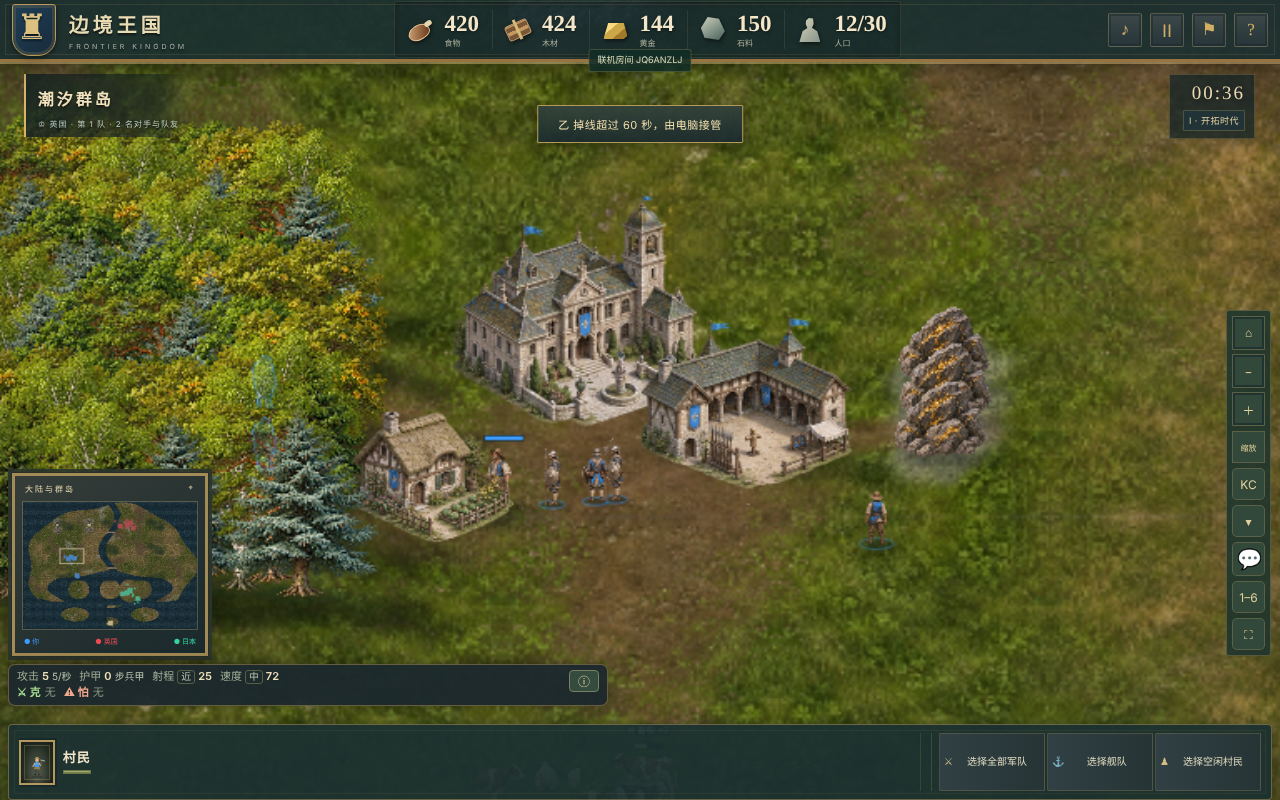 边境王国
FRONTIER KINGDOM
420
食物
424
木材
144
黄金
150
石料
12/30
人口
♪
?
联机房间 JQ6ANZLJ
潮汐群岛
英国 · 第 1 队 · 2 名对手与队友
乙 掉线超过 60 秒，由电脑接管
00:36
I · 开拓时代
缩放
KC
1–6
大陆与群岛
你
英国
日本
攻击 5 5/秒 护甲 0 步兵甲 射程 近 25 速度 中 72
克 无 怕 无
村民
选择全部军队
选择舰队
选择空闲村民